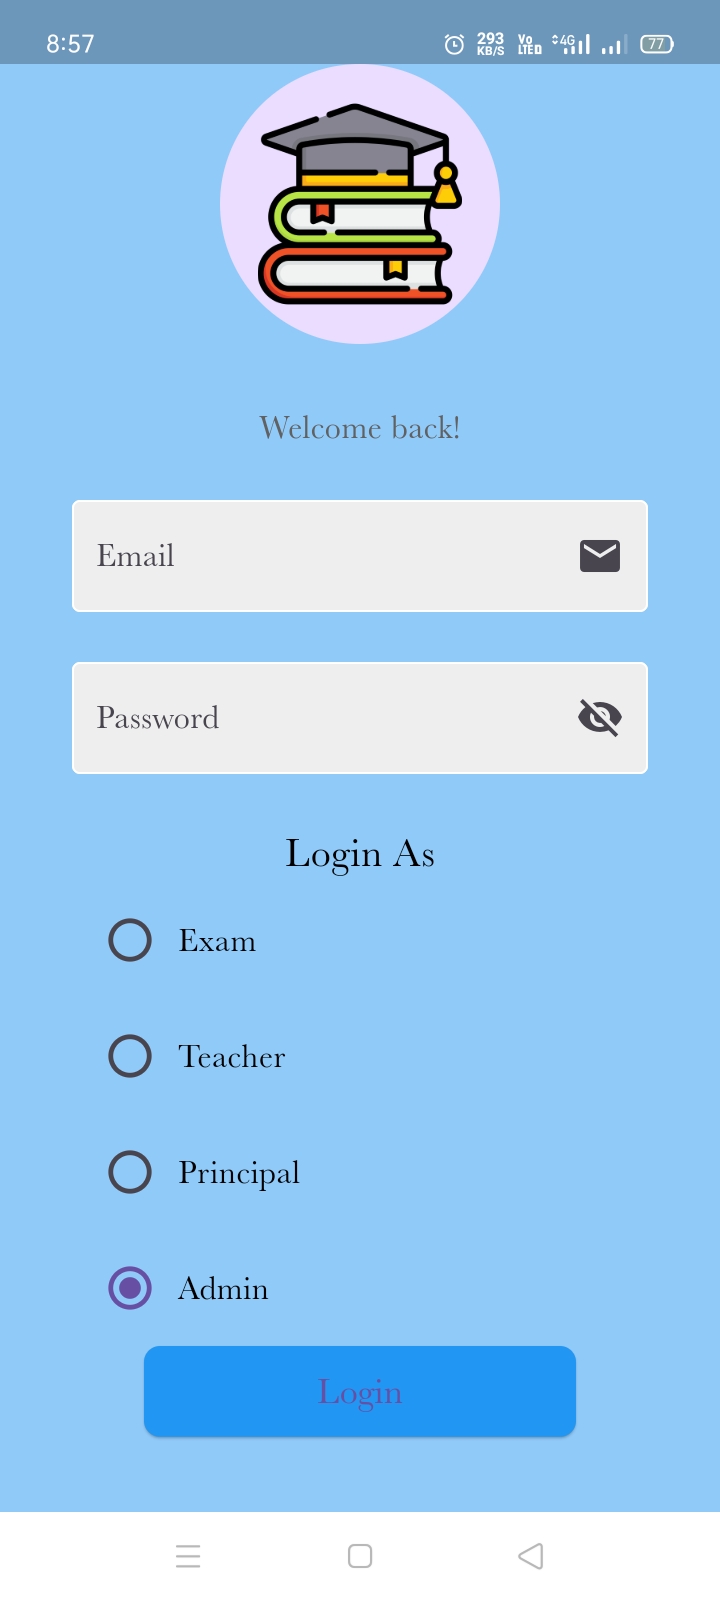 8:57 293 KB/S Vo LTE 4G 77
Welcome back!
Email
Password
Login As
Exam
Teacher
Principal
Admin
Login